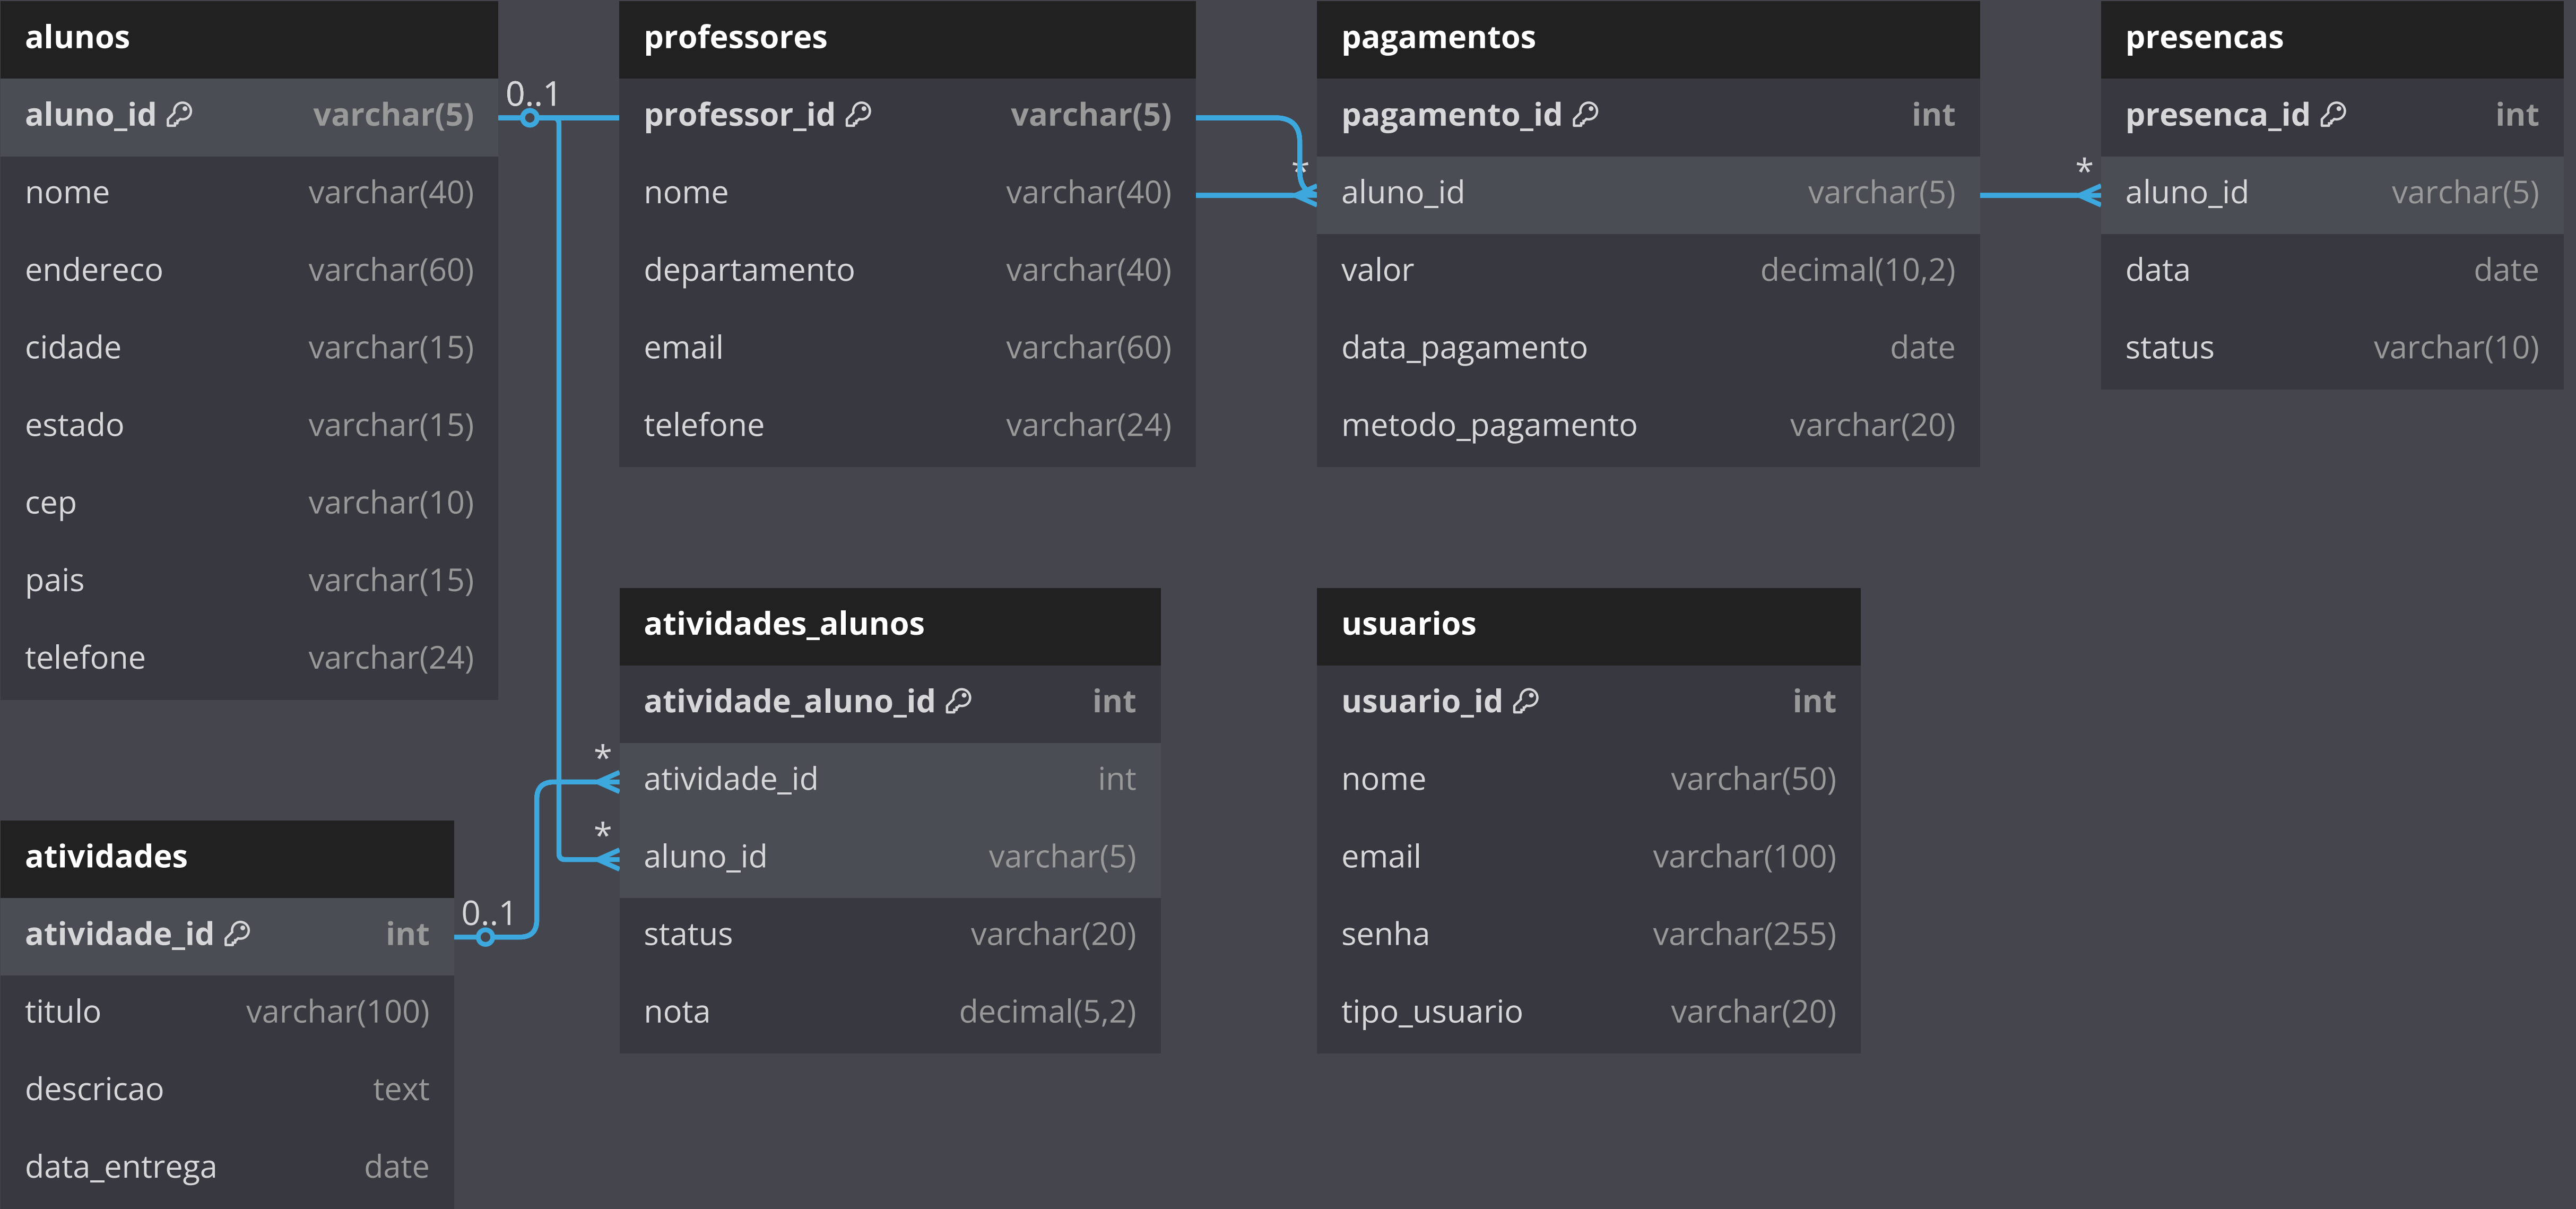 alunos
aluno_id varchar(5)
nome varchar(40)
endereco varchar(60)
cidade varchar(15)
estado varchar(15)
cep varchar(10)
pais varchar(15)
telefone varchar(24)
0..1
professores
professor_id varchar(5)
nome varchar(40)
departamento varchar(40)
email varchar(60)
telefone varchar(24)
*
pagamentos
pagamento_id int
aluno_id varchar(5)
valor decimal(10,2)
data_pagamento date
metodo_pagamento varchar(20)
*
presencas
presenca_id int
aluno_id varchar(5)
data date
status varchar(10)
atividades
atividade_id int
titulo varchar(100)
descricao text
data_entrega date
0..1
*
*
atividades_alunos
atividade_aluno_id int
atividade_id int
aluno_id varchar(5)
status varchar(20)
nota decimal(5,2)
usuarios
usuario_id int
nome varchar(50)
email varchar(100)
senha varchar(255)
tipo_usuario varchar(20)